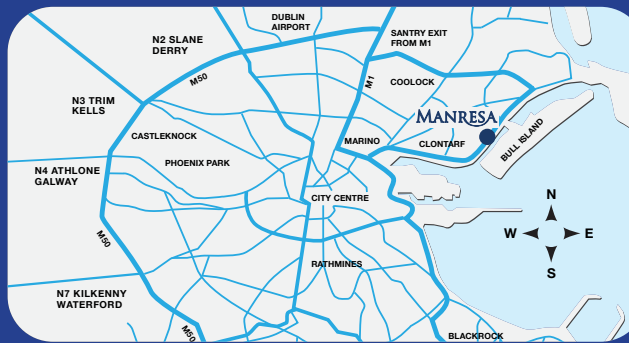 DUBLIN
AIRPORT
N2 SLANE
DERRY
SANTRY EXIT
FROM M1
M50
M1
COOLOCK
N3 TRIM
KELLS
MANRESA
CASTLEKNOCK
MARINO
CLONTARF
BULL ISLAND
PHOENIX PARK
N4 ATHLONE
GALWAY
CITY CENTRE
N
W
E
S
M50
RATHMINES
N7 KILKENNY
WATERFORD
M50
BLACKROCK